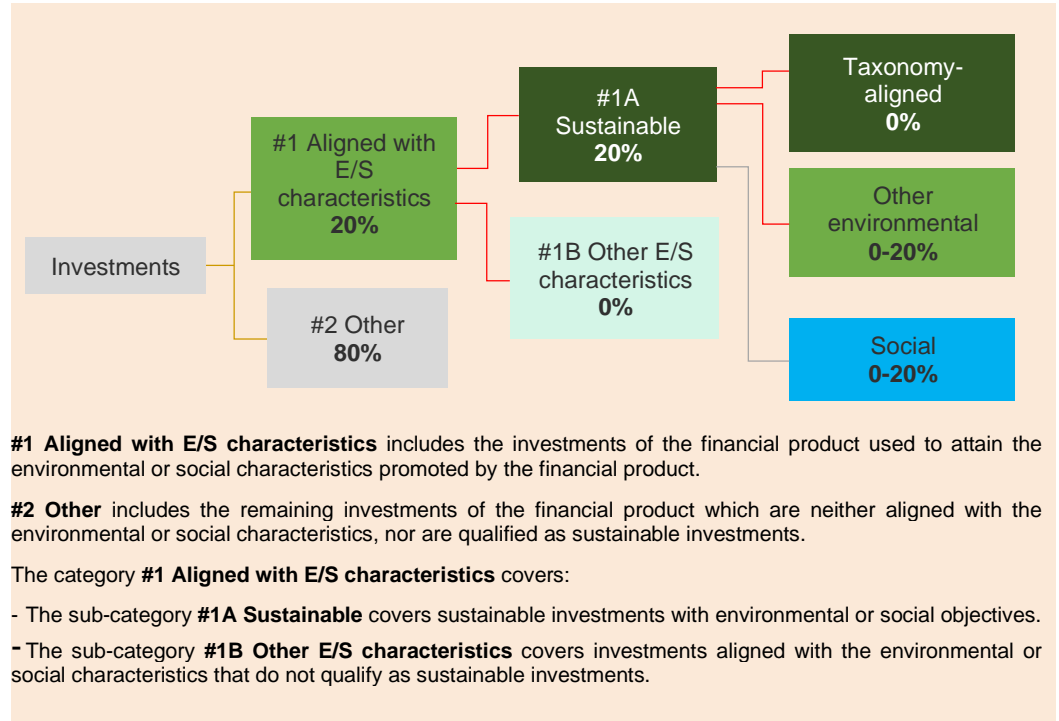 Investments
#1 Aligned with
E/S
characteristics
20%
#2 Other
80%
#1A
Sustainable
20%
#1B Other E/S
characteristics
0%
Taxonomy-
aligned
0%
Other
environmental
0-20%
Social
0-20%
#1 Aligned with E/S characteristics includes the investments of the financial product used to attain the
environmental or social characteristics promoted by the financial product.
#2 Other includes the remaining investments of the financial product which are neither aligned with the
environmental or social characteristics, nor are qualified as sustainable investments.
The category #1 Aligned with E/S characteristics covers:
- The sub-category #1A Sustainable covers sustainable investments with environmental or social objectives.
- The sub-category #1B Other E/S characteristics covers investments aligned with the environmental or
social characteristics that do not qualify as sustainable investments.